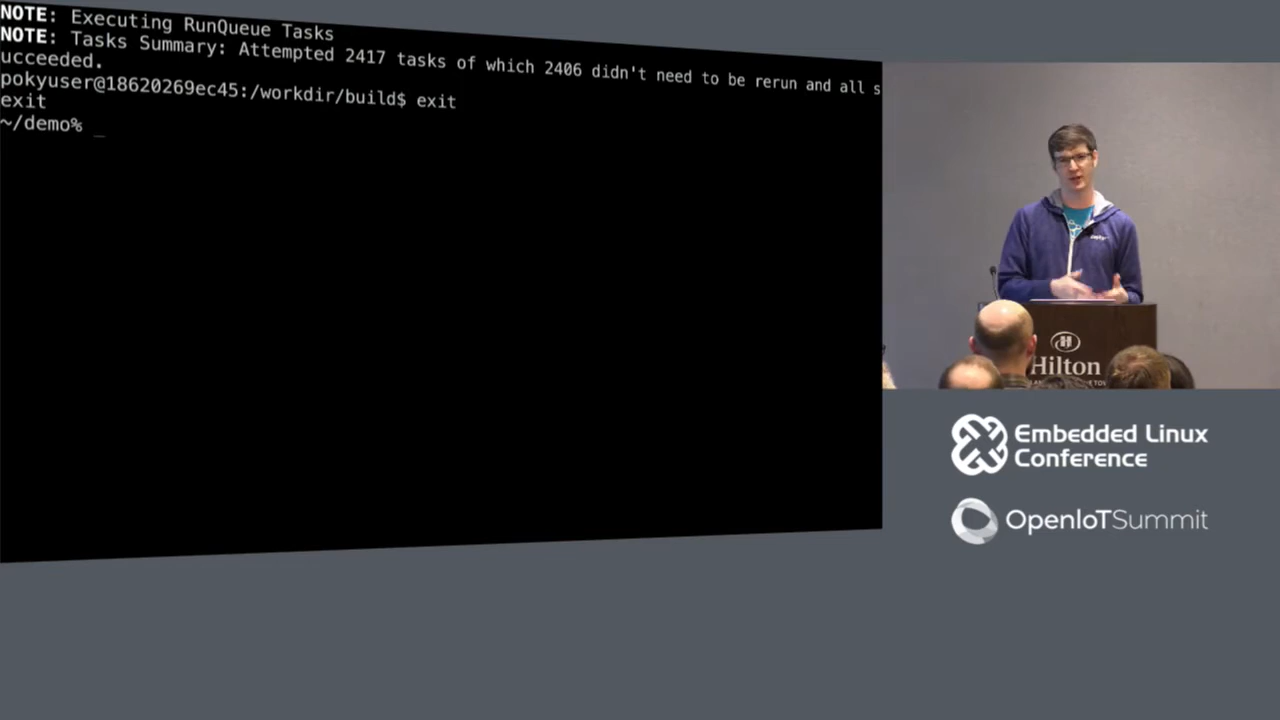 NOTE: Executing RunQueue Tasks
NOTE: Tasks Summary: Attempted 2417 tasks of which 2406 didn't need to be rerun and all s
ucceeded.
pokyuser@18620269ec45:/workdir/build$ exit
exit
~/demo% _
Hilton
Embedded Linux
Conference
OpenIoTSummit